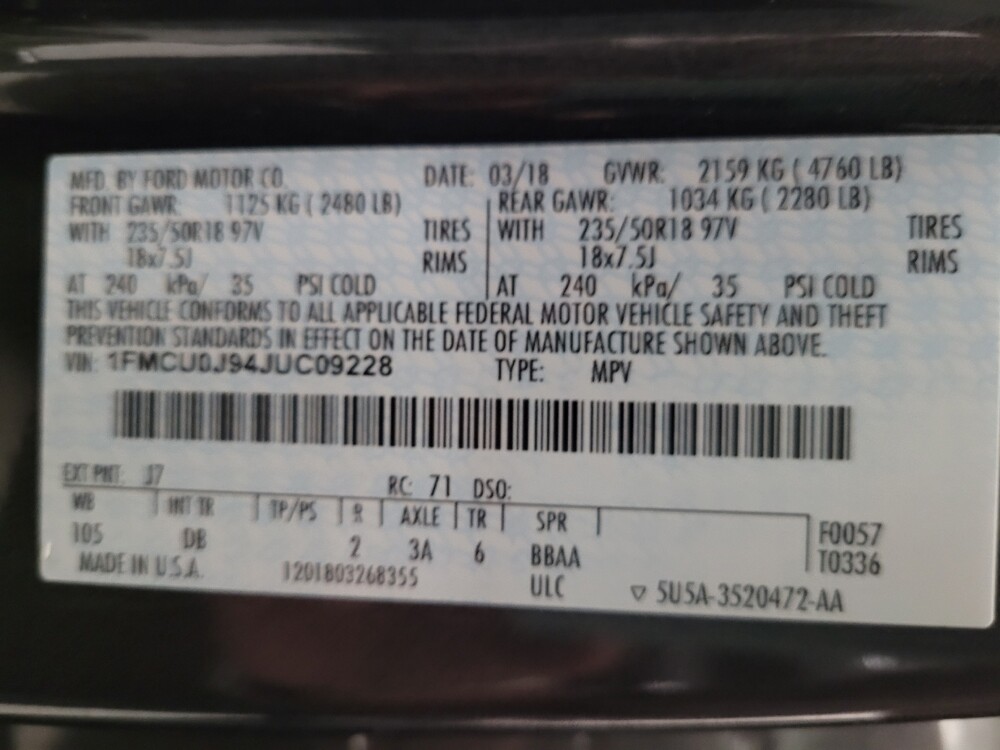 MFD. BY FORD MOTOR CO. DATE: 03/18 GVWR: 2159 KG ( 4760 LB)
FRONT GAWR: 1125 KG ( 2480 LB) REAR GAWR: 1034 KG ( 2280 LB)
WITH 235/50R18 97V TIRES WITH 235/50R18 97V TIRES
18x7.5J RIMS 18x7.5J RIMS
AT 240 kPa/ 35 PSI COLD AT 240 kPa/ 35 PSI COLD
THIS VEHICLE CONFORMS TO ALL APPLICABLE FEDERAL MOTOR VEHICLE SAFETY AND THEFT
PREVENTION STANDARDS IN EFFECT ON THE DATE OF MANUFACTURE SHOWN ABOVE.
VIN: 1FMCU0J94JUC09228 TYPE: MPV
EXT PNT: J7 RC: 71 DSO:
WB INT TR TP/PS R AXLE TR SPR F0057
105 DB 2 3A 6 BBAA T0336
MADE IN U.S.A. 1201803268355 ULC ▽ 5U5A-3520472-AA